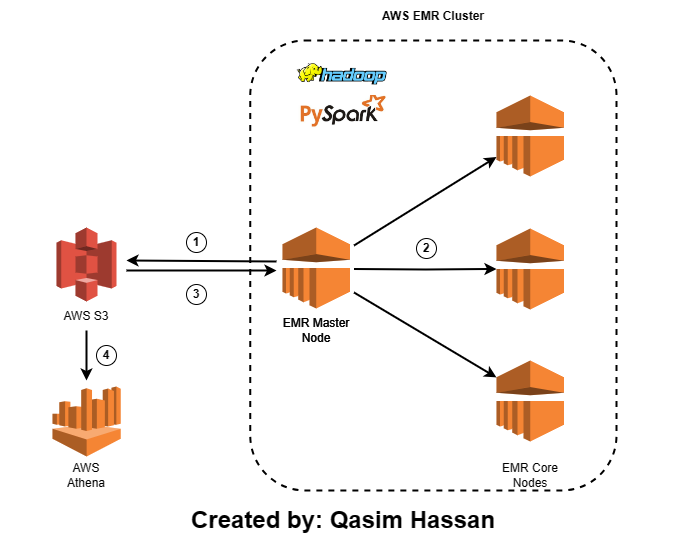 AWS EMR Cluster
hadoop
PySpark
1
2
3
AWS S3
EMR Master
Node
4
AWS
Athena
EMR Core
Nodes
Created by: Qasim Hassan